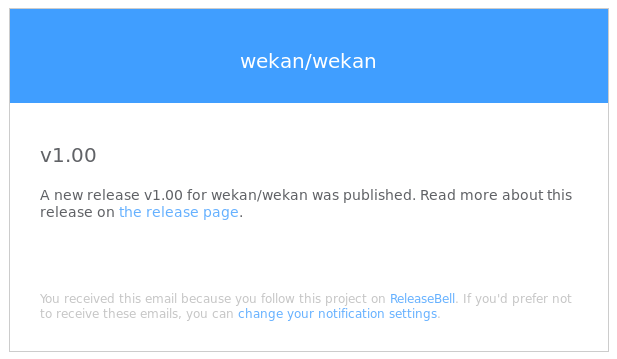 wekan/wekan
v1.00
A new release v1.00 for wekan/wekan was published. Read more about this
release on the release page.
You received this email because you follow this project on ReleaseBell. If you'd prefer not
to receive these emails, you can change your notification settings.